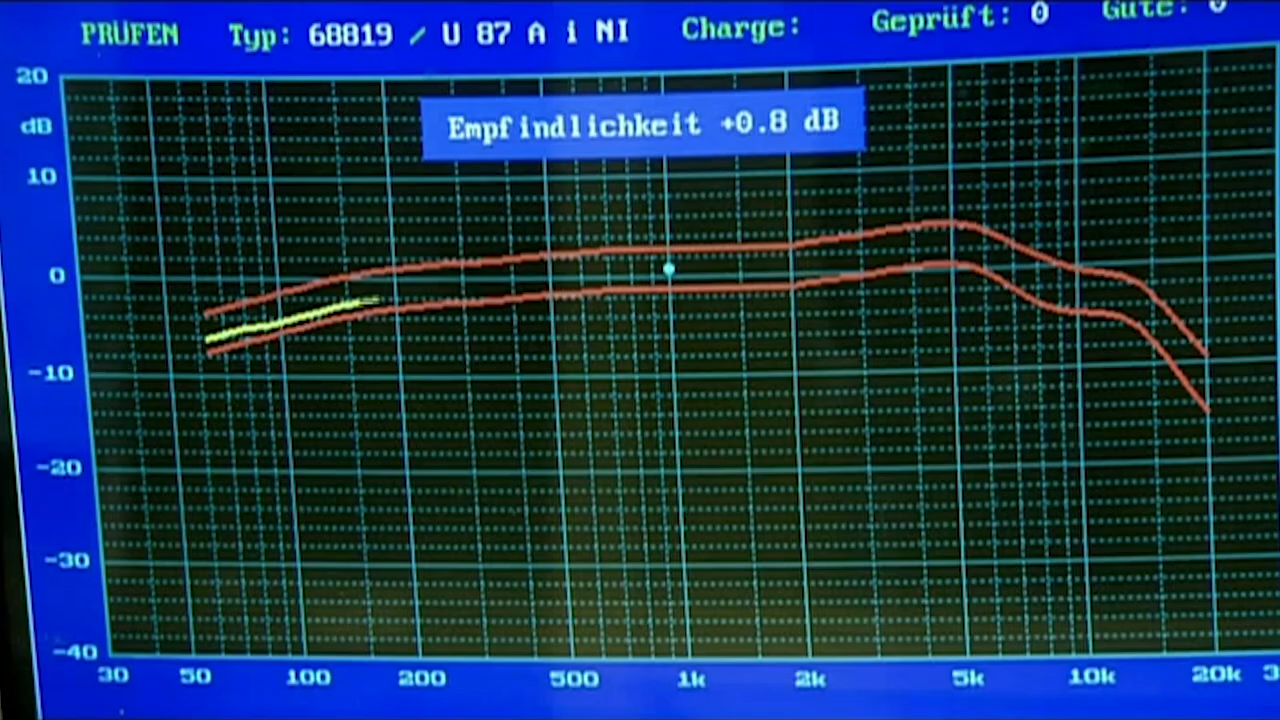 PRÜFEN Typ: 68819 / U 87 A i NI Charge: Geprüft: 0 Gute: 0
20
dB
Empfindlichkeit +0.8 dB
10
0
-10
-20
-30
-40
30 50 100 200 500 1k 2k 5k 10k 20k